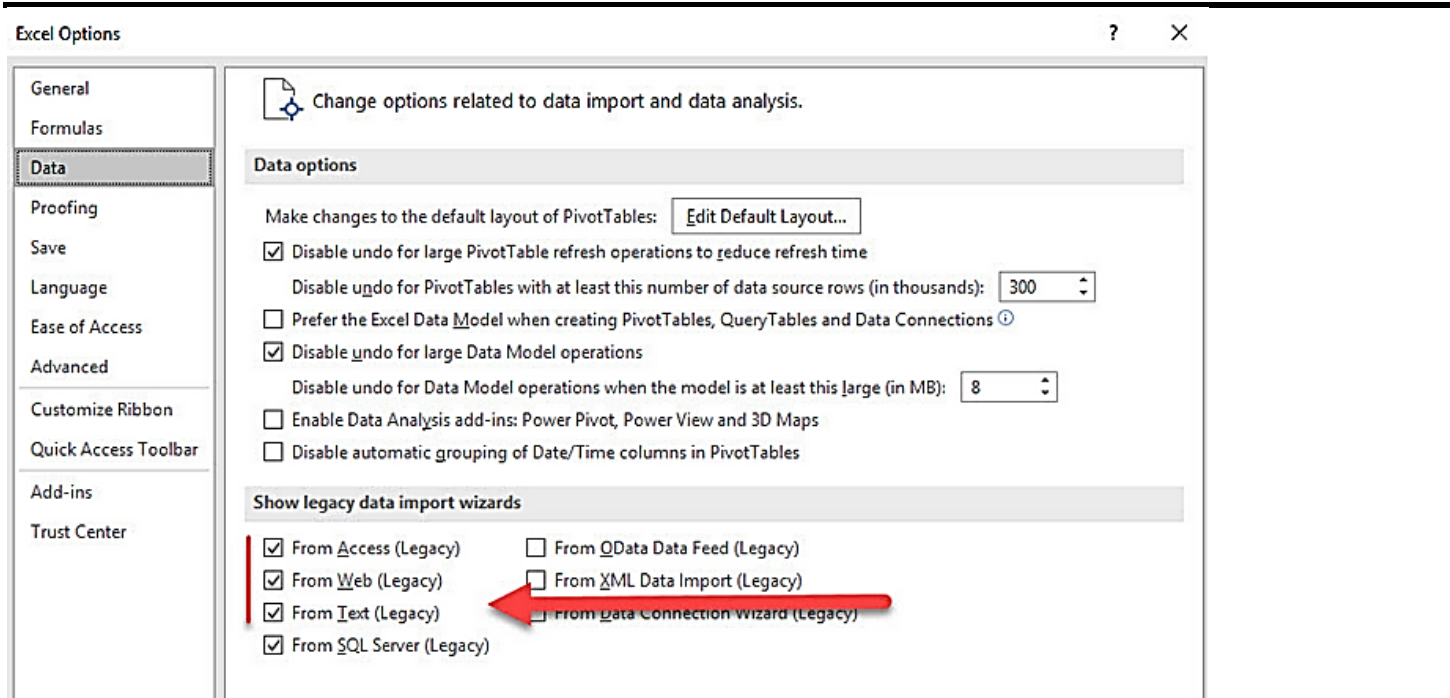 Excel Options ?
General
Formulas
Data
Proofing
Save
Language
Ease of Access
Advanced
Customize Ribbon
Quick Access Toolbar
Add-ins
Trust Center
Change options related to data import and data analysis.
Data options
Make changes to the default layout of PivotTables: Edit Default Layout...
Disable undo for large PivotTable refresh operations to reduce refresh time
Disable undo for PivotTables with at least this number of data source rows (in thousands): 300
Prefer the Excel Data Model when creating PivotTables, QueryTables and Data Connections
Disable undo for large Data Model operations
Disable undo for Data Model operations when the model is at least this large (in MB): 8
Enable Data Analysis add-ins: Power Pivot, Power View and 3D Maps
Disable automatic grouping of Date/Time columns in PivotTables
Show legacy data import wizards
From Access (Legacy) From OData Data Feed (Legacy)
From Web (Legacy) From XML Data Import (Legacy)
From Text (Legacy) From Data Connection Wizard (Legacy)
From SQL Server (Legacy)